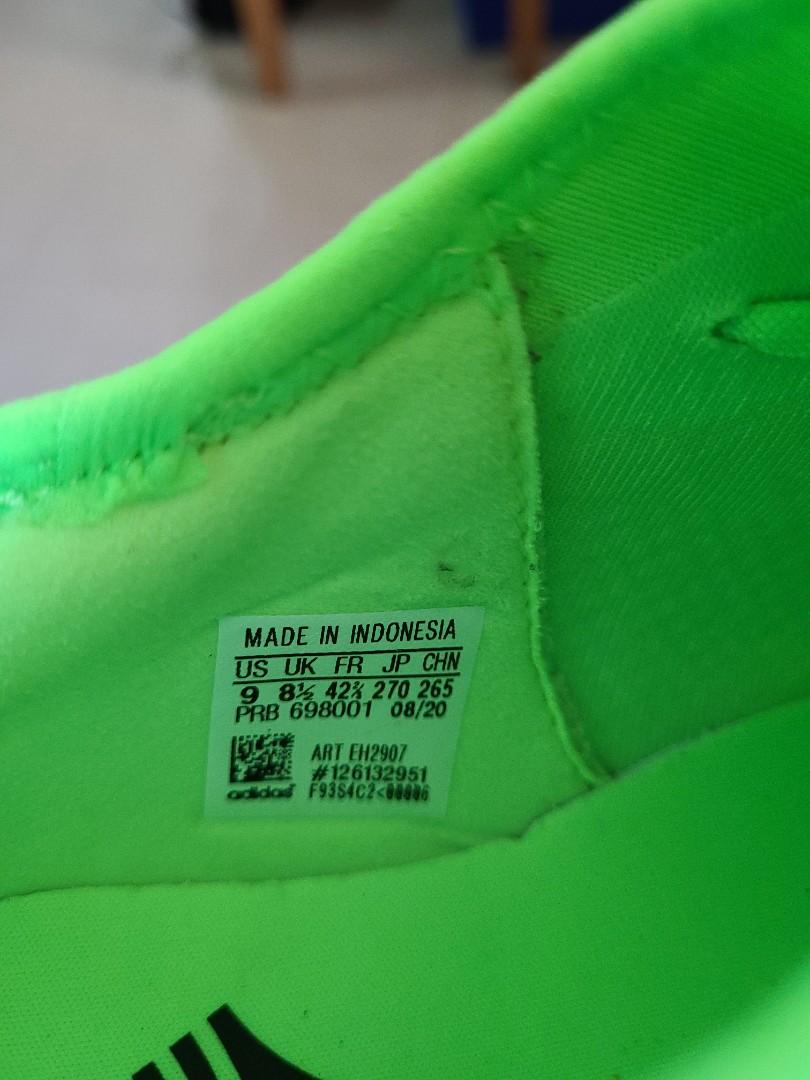 MADE IN INDONESIA
US UK FR JP CHN
9 8½ 42⅔ 270 265
PRB 698001 08/20
ART EH2907
#126132951
adidas F93S4C2<00006